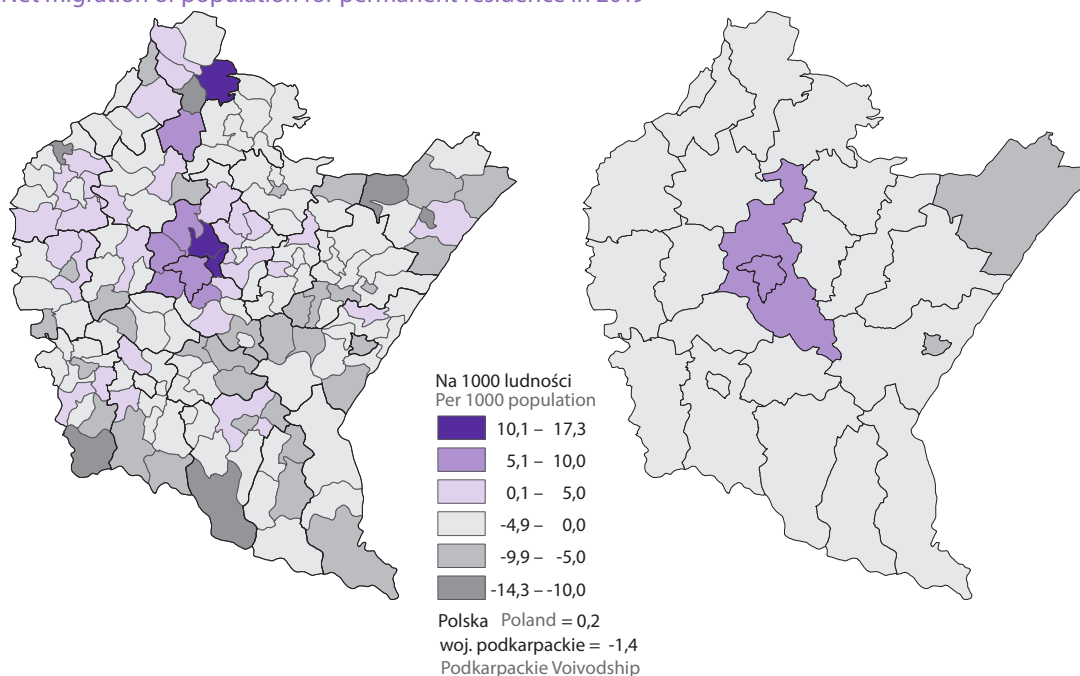 Net migration of population for permanent residence in 2019
Na 1000 ludności
Per 1000 population
10,1 – 17,3
5,1 – 10,0
0,1 – 5,0
-4,9 – 0,0
-9,9 – -5,0
-14,3 – -10,0
Polska Poland = 0,2
woj. podkarpackie = -1,4
Podkarpackie Voivodship